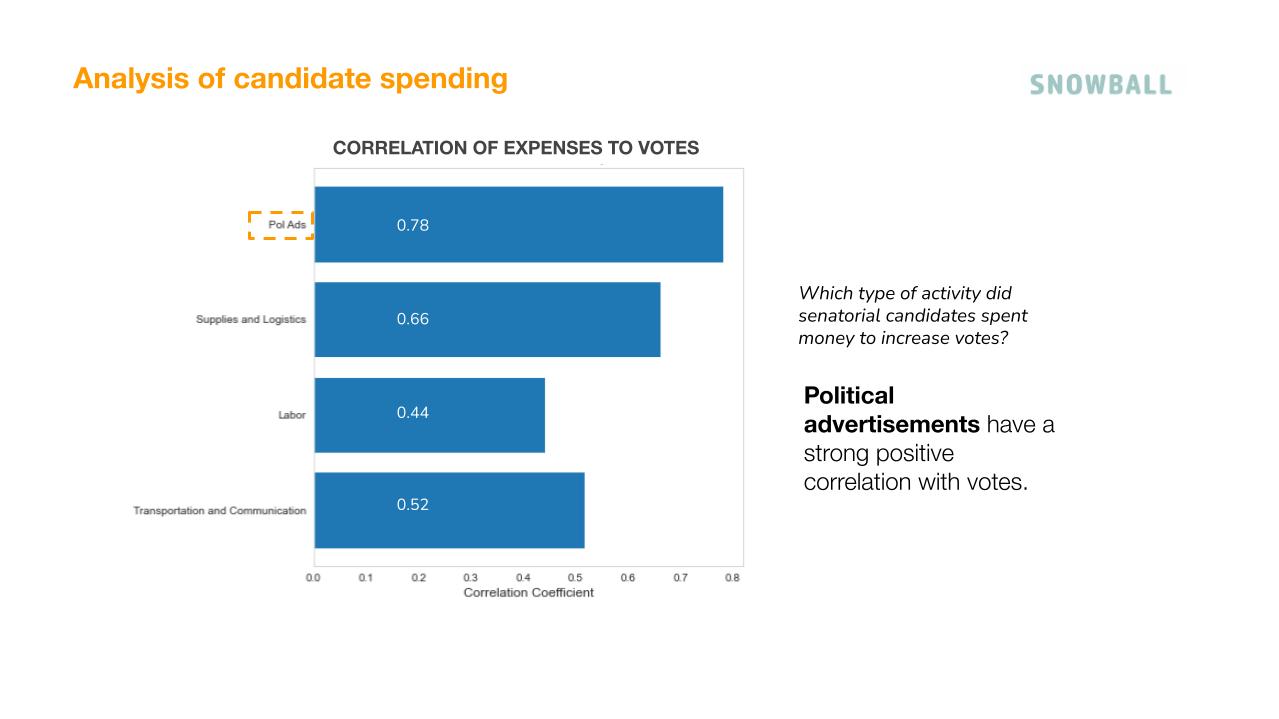 Analysis of candidate spending
SNOWBALL
CORRELATION OF EXPENSES TO VOTES
Pol Ads
0.78
Supplies and Logistics
0.66
Labor
0.44
Transportation and Communication
0.52
0.0 0.1 0.2 0.3 0.4 0.5 0.6 0.7 0.8
Correlation Coefficient
Which type of activity did
senatorial candidates spent
money to increase votes?
Political
advertisements have a
strong positive
correlation with votes.